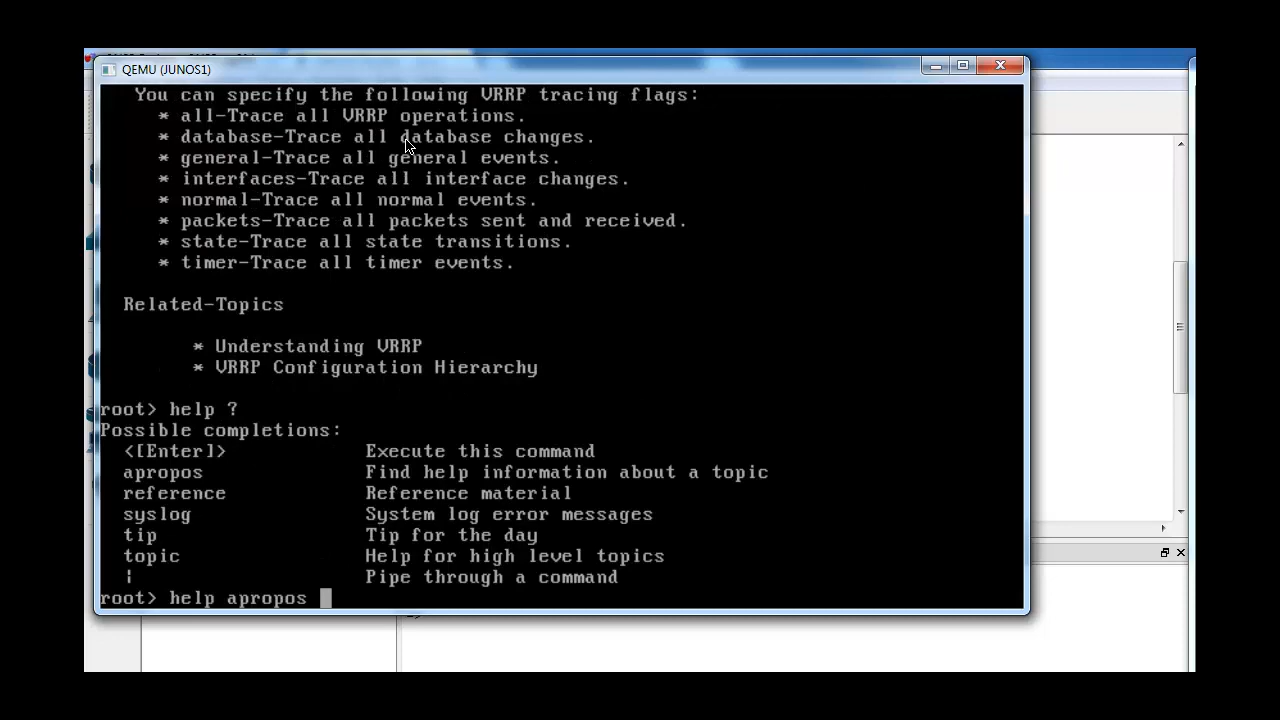 QEMU (JUNOS1)
You can specify the following VRRP tracing flags:
* all-Trace all VRRP operations.
* database-Trace all database changes.
* general-Trace all general events.
* interfaces-Trace all interface changes.
* normal-Trace all normal events.
* packets-Trace all packets sent and received.
* state-Trace all state transitions.
* timer-Trace all timer events.
Related-Topics
* Understanding VRRP
* VRRP Configuration Hierarchy
root> help ?
Possible completions:
<[Enter]> Execute this command
apropos Find help information about a topic
reference Reference material
syslog System log error messages
tip Tip for the day
topic Help for high level topics
| Pipe through a command
root> help apropos